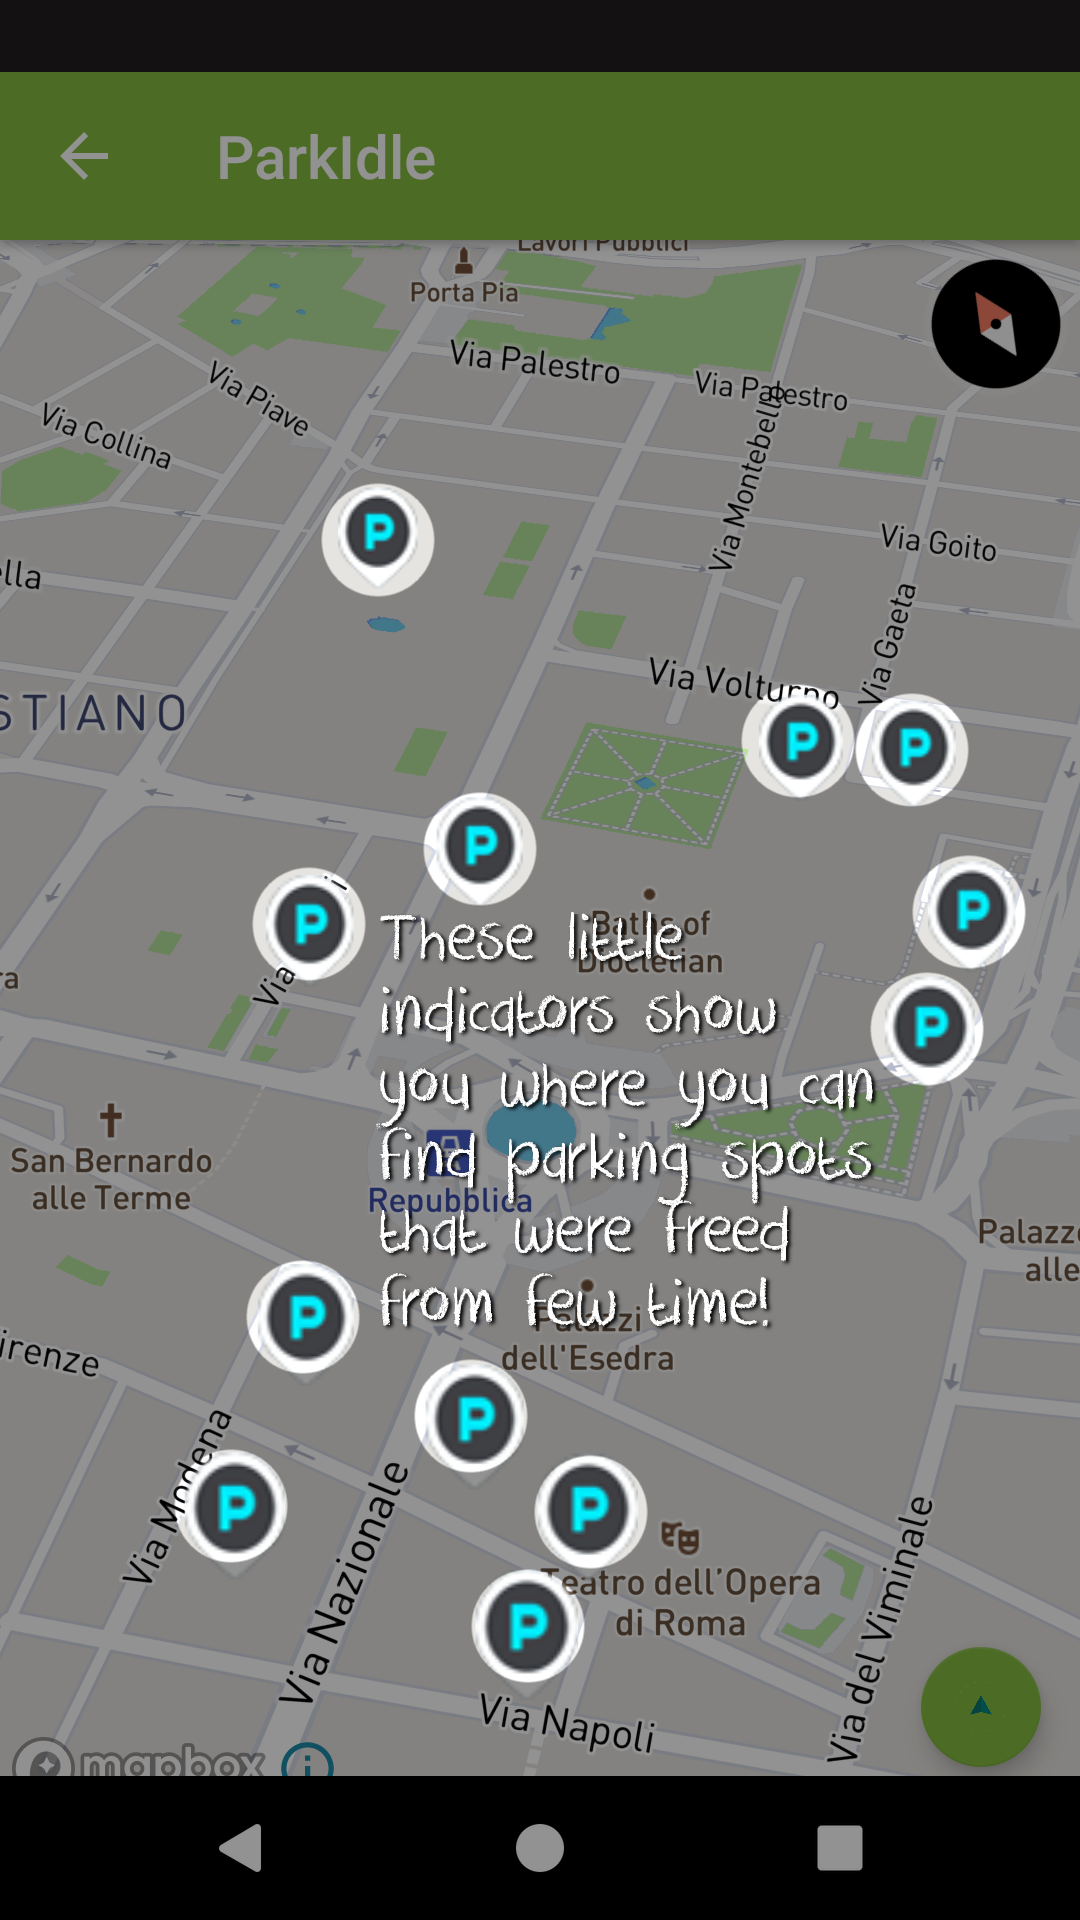 ParkIdle
Lavori Pubblici
Porta Pia
Via Palestro
Via Palestro
Via Piave
Via Collina
Via Montebello
Via Goito
ella
Via Gaeta
Via Volturno
STIANO
P
P
P
P
P
P
P
Via
Baths of
Diocletian
These little
indicators show
you where you can
find parking spots
that were freed
from few time!
ra
San Bernardo
alle Terme
Repubblica
Palazzo
alle
Palazzi
dell'Esedra
P
irenze
P
Via Modena
P
P
P
Via Nazionale
Teatro dell'Opera
di Roma
Via del Viminale
Via Napoli
mapbox
i